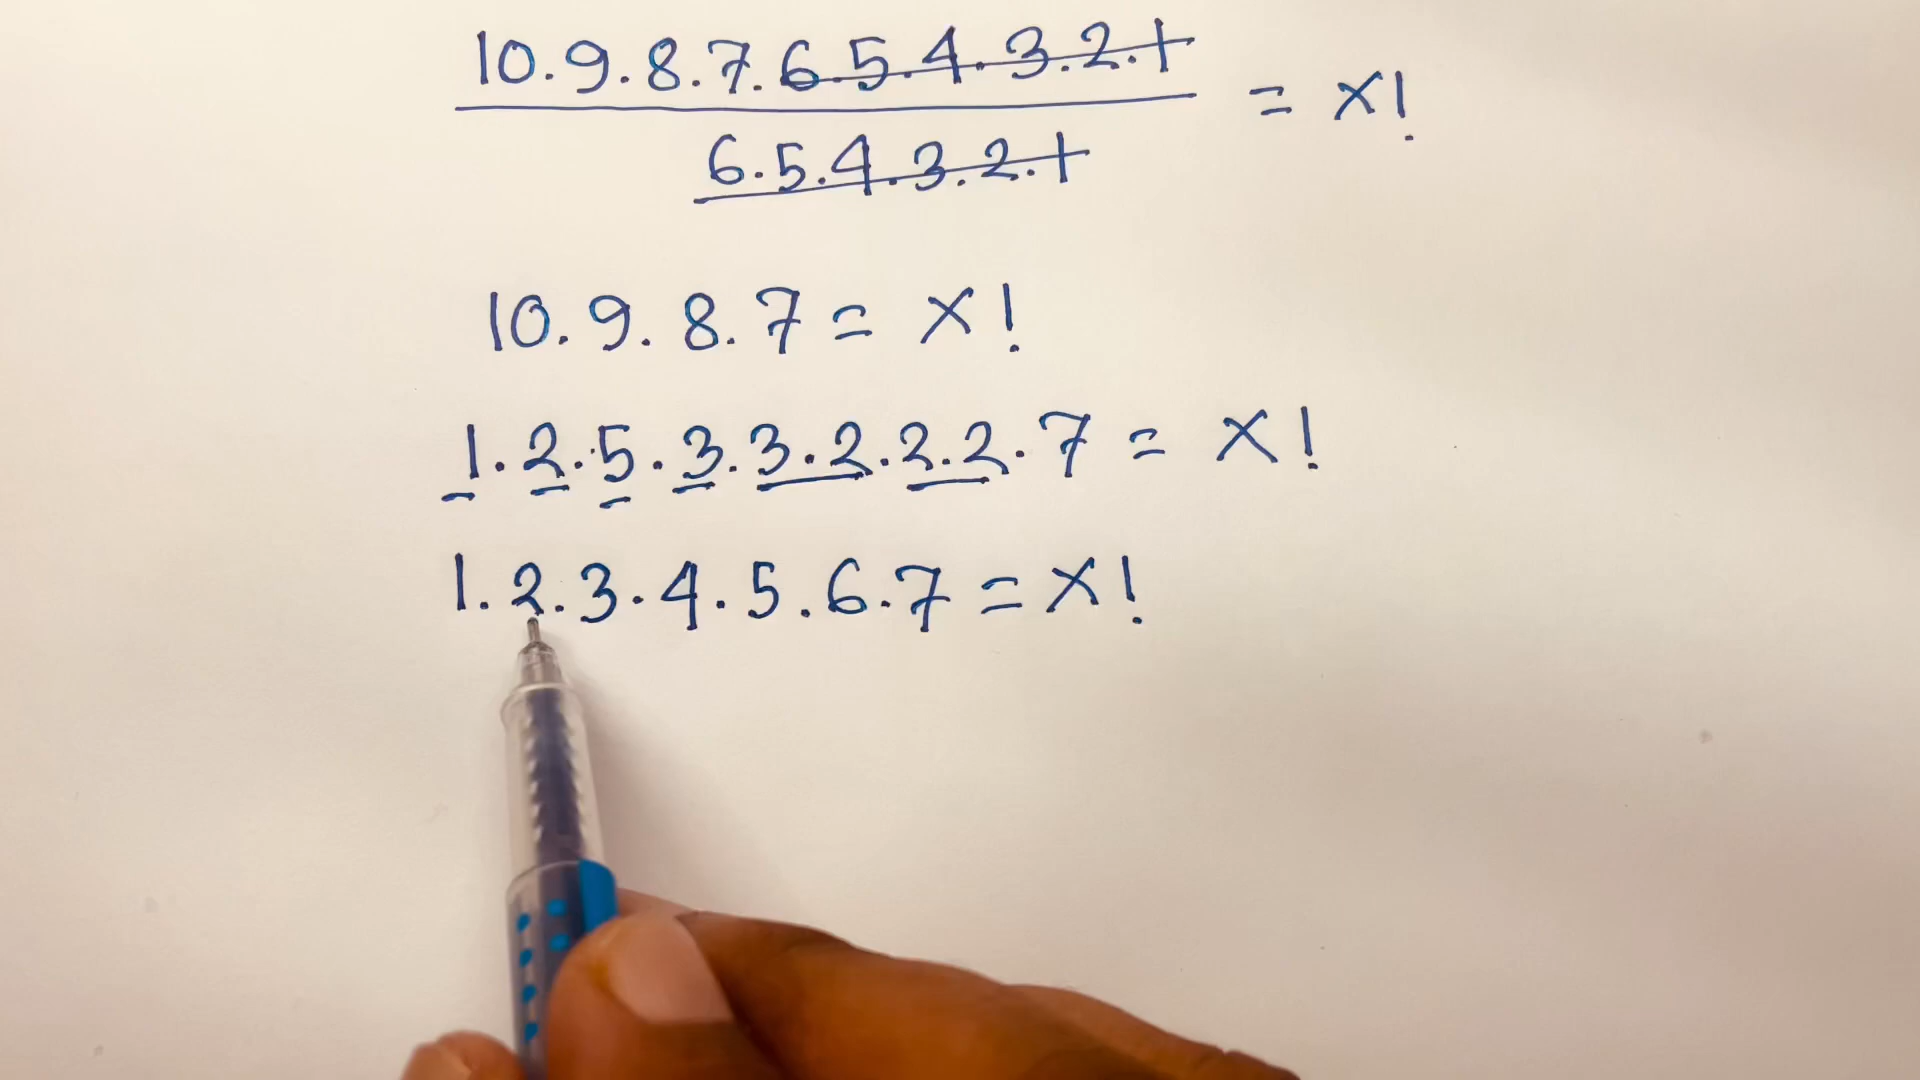 10.9.8.7.6.5.4.3.2.1
6.5.4.3.2.1
= x!
10.9.8.7 = x!
1.2.5.3.3.2.2.2.7 = x!
1.2.3.4.5.6.7 = x!